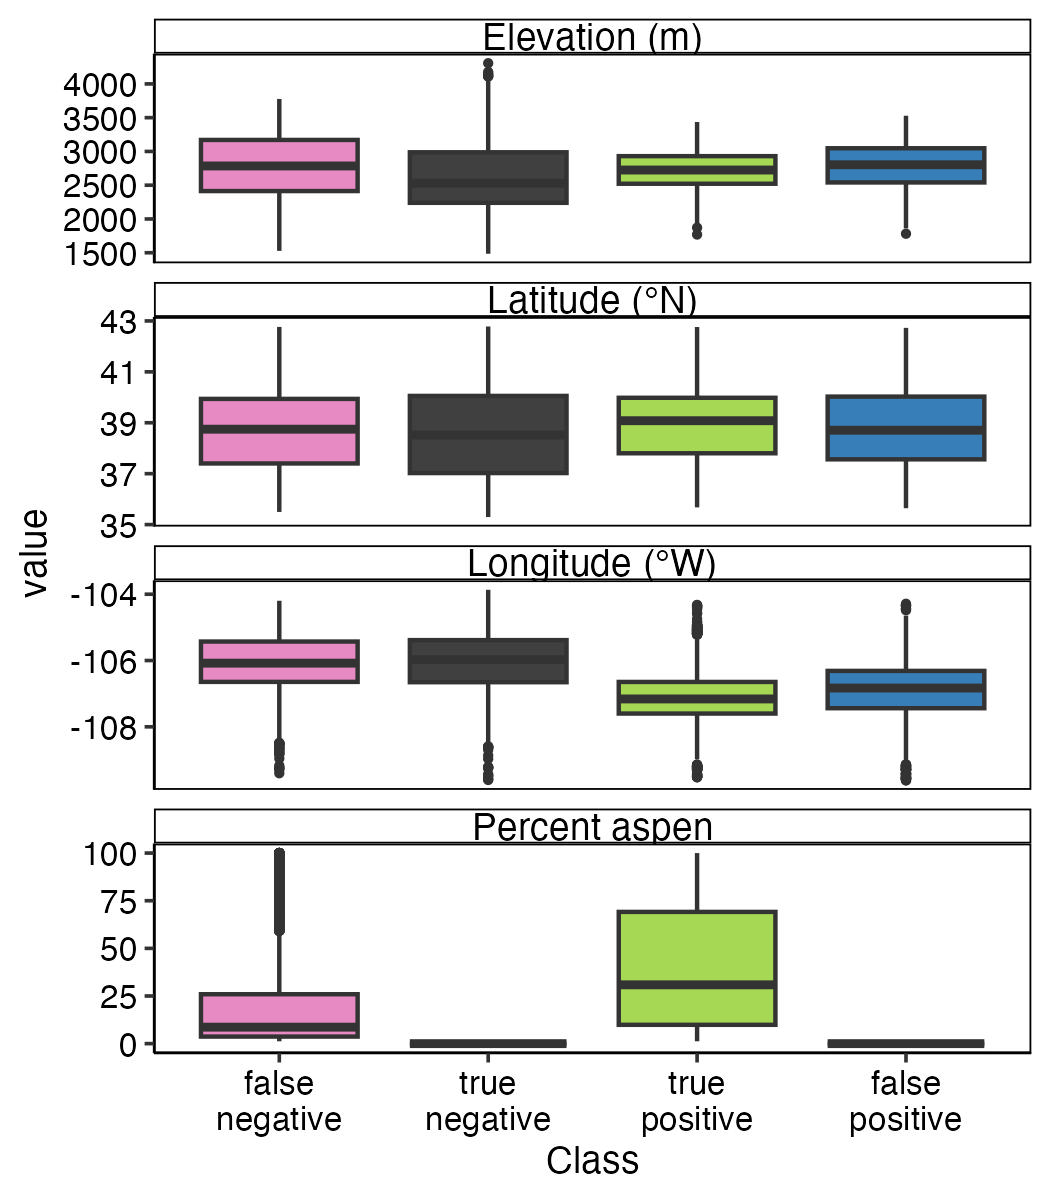 Elevation (m)
4000
3500
3000
2500
2000
1500
Latitude (°N)
43
41
39
37
35
value
Longitude (°W)
-104
-106
-108
Percent aspen
100
75
50
25
0
false negative
true negative
true positive
false positive
Class